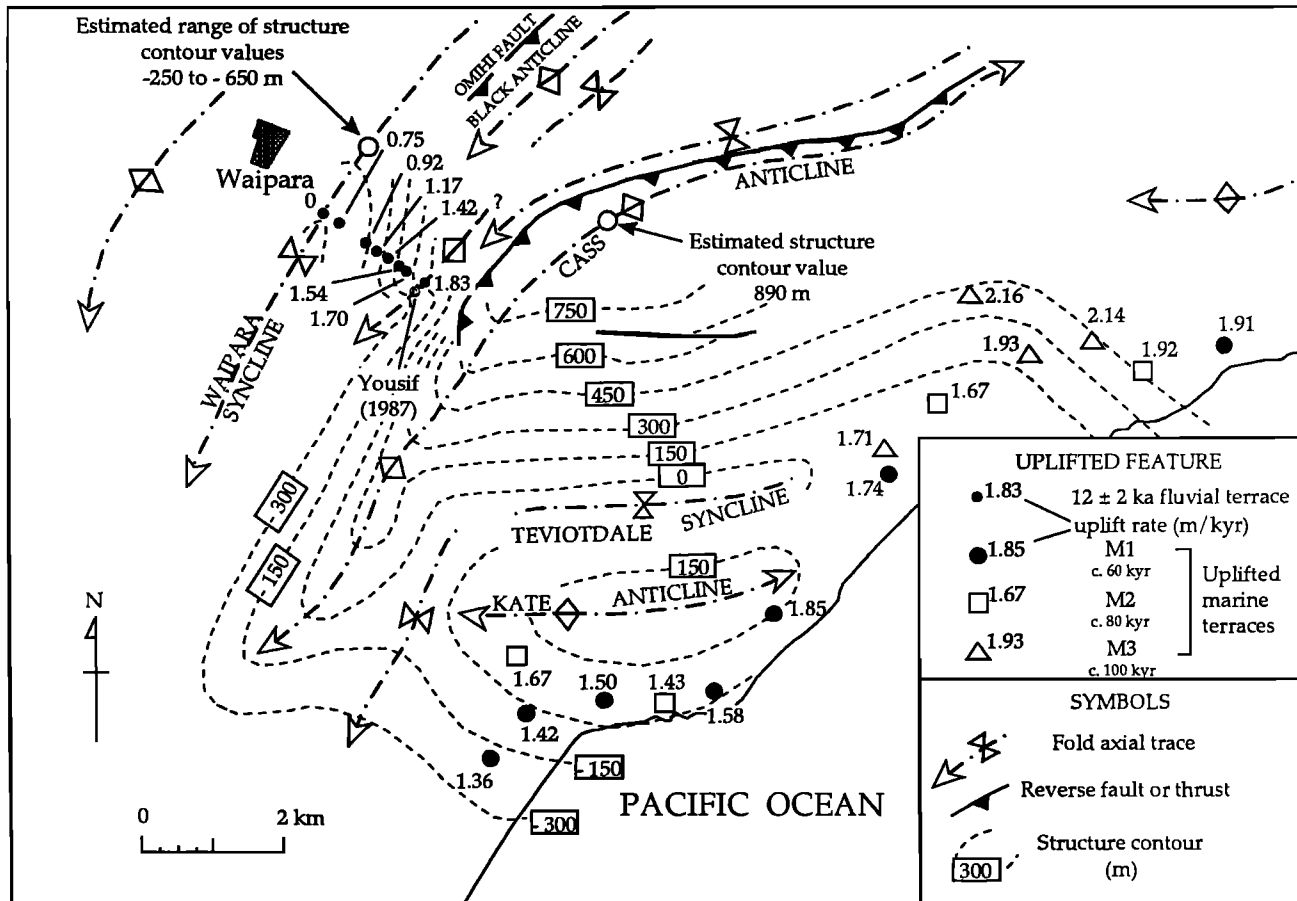 Estimated range of structure
contour values
-250 to - 650 m
OMIHI FAULT
BLACK ANTICLINE
Waipara
0.75
0.92
1.17
1.42
0
?
1.54
1.70
1.83
Yousif
(1987)
WAIPARA
SYNCLINE
CASS
ANTICLINE
Estimated structure
contour value
890 m
750
600
450
300
150
0
- 300
- 150
TEVIOTDALE
SYNCLINE
150
KATE
ANTICLINE
2.16
2.14
1.93
1.92
1.91
1.67
1.71
1.74
1.85
1.67
1.50
1.43
1.58
1.42
1.36
- 150
- 300
N
0
2 km
PACIFIC OCEAN
UPLIFTED FEATURE
1.83 12 ± 2 ka fluvial terrace
uplift rate (m/kyr)
1.85 M1
c. 60 kyr
1.67 M2
c. 80 kyr
1.93 M3
c. 100 kyr
Uplifted
marine
terraces
SYMBOLS
Fold axial trace
Reverse fault or thrust
Structure contour
300 (m)